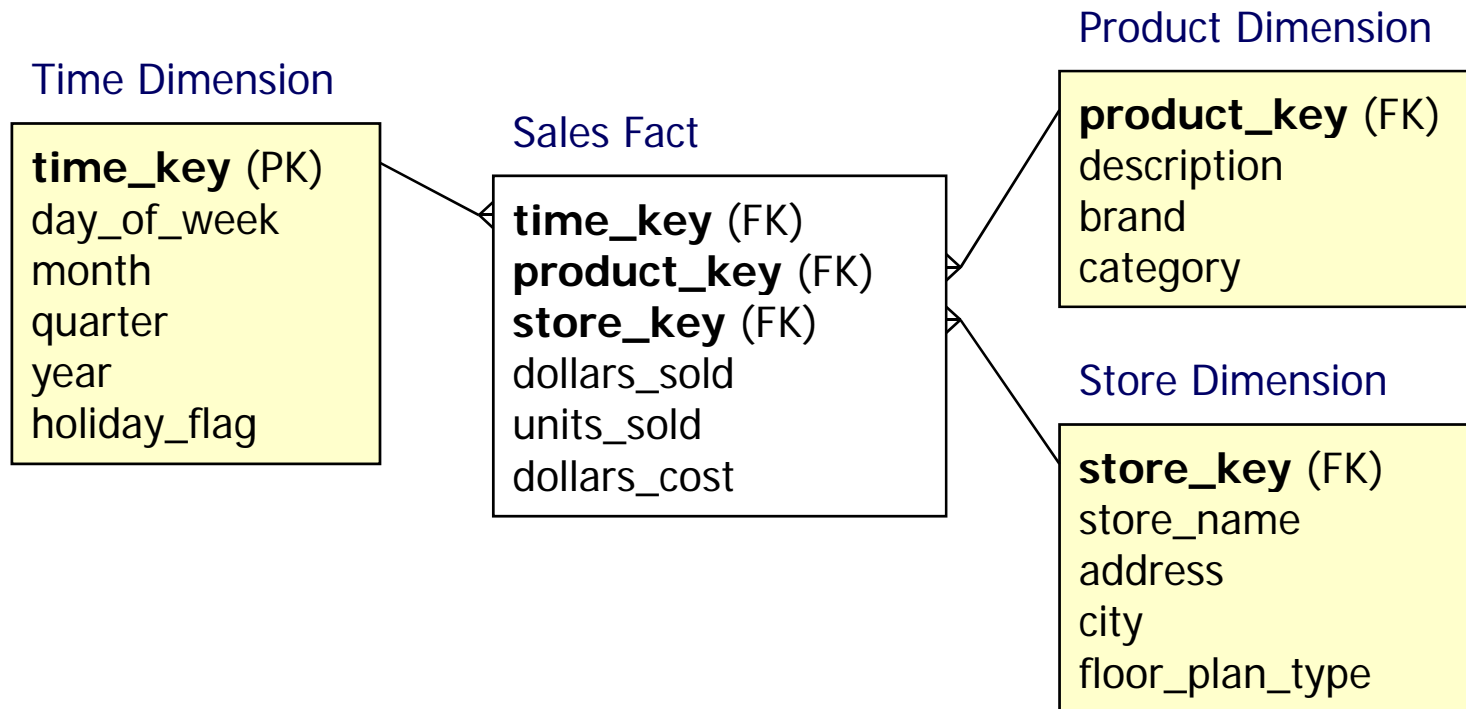 Time Dimension
time_key (PK)
day_of_week
month
quarter
year
holiday_flag
Sales Fact
time_key (FK)
product_key (FK)
store_key (FK)
dollars_sold
units_sold
dollars_cost
Product Dimension
product_key (FK)
description
brand
category
Store Dimension
store_key (FK)
store_name
address
city
floor_plan_type